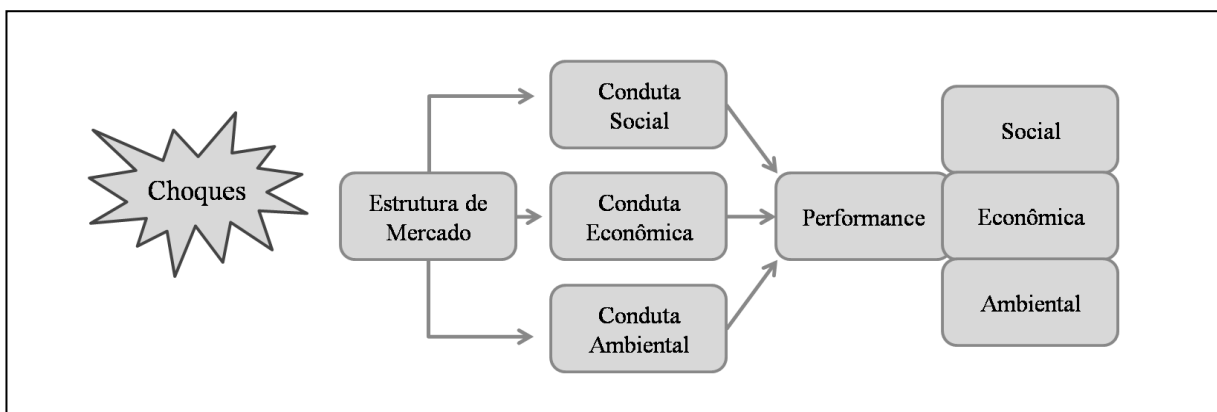 Choques
Estrutura de
Mercado
Conduta
Social
Conduta
Econômica
Conduta
Ambiental
Performance
Social
Econômica
Ambiental